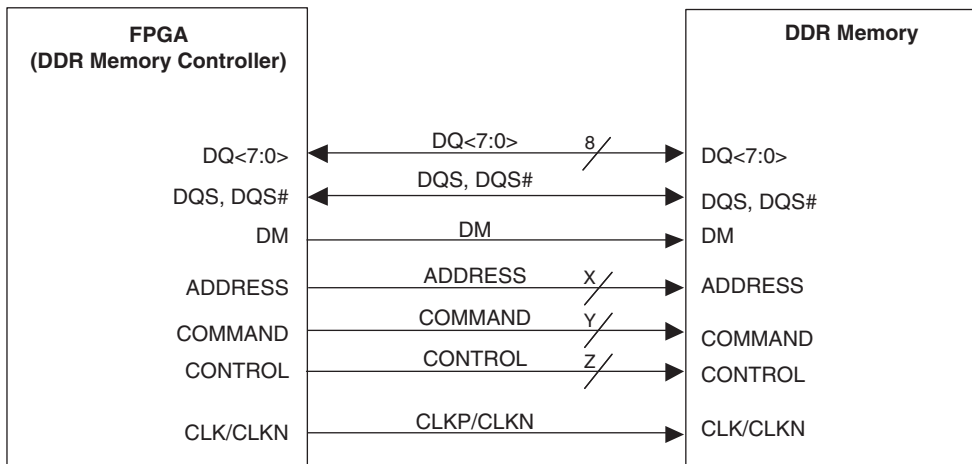 FPGA
(DDR Memory Controller)
DDR Memory
DQ<7:0>
DQ<7:0>
8
DQ<7:0>
DQS, DQS#
DQS, DQS#
DQS, DQS#
DM
DM
DM
ADDRESS
ADDRESS
X
ADDRESS
COMMAND
COMMAND
Y
COMMAND
CONTROL
CONTROL
Z
CONTROL
CLK/CLKN
CLKP/CLKN
CLK/CLKN